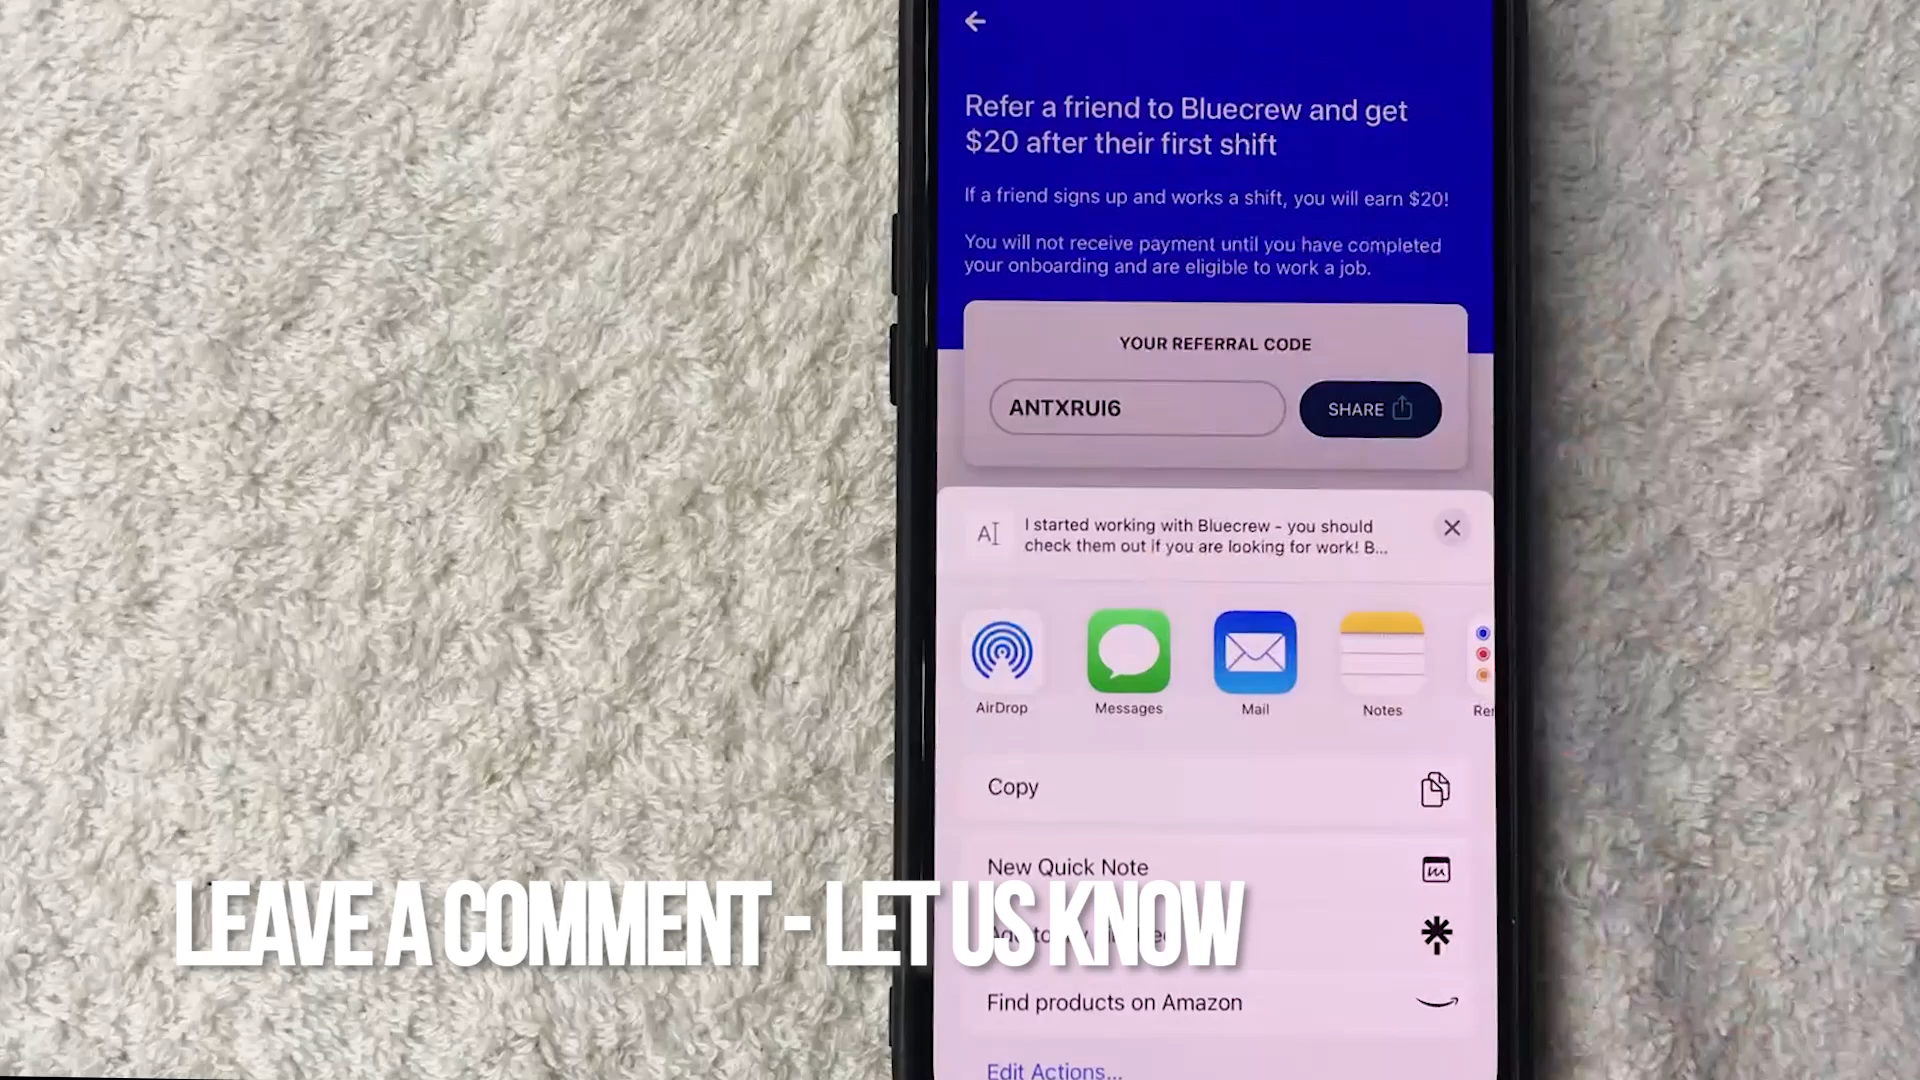 Refer a friend to Bluecrew and get
$20 after their first shift
If a friend signs up and works a shift, you will earn $20!
You will not receive payment until you have completed
your onboarding and are eligible to work a job.
YOUR REFERRAL CODE
ANTXRUI6
SHARE
I started working with Bluecrew - you should
check them out if you are looking for work! B...
AirDrop
Messages
Mail
Notes
Copy
New Quick Note
LEAVE A COMMENT - LET US KNOW
Find products on Amazon
Edit Actions...